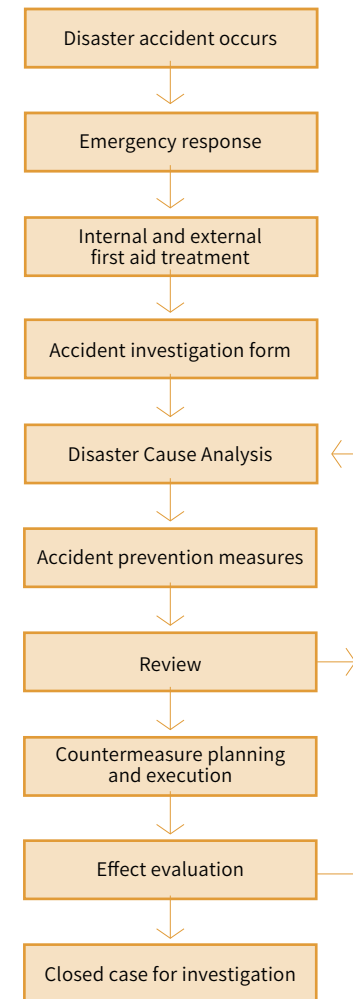 Disaster accident occurs
Emergency response
Internal and external
first aid treatment
Accident investigation form
Disaster Cause Analysis
Accident prevention measures
Review
Countermeasure planning
and execution
Effect evaluation
Closed case for investigation